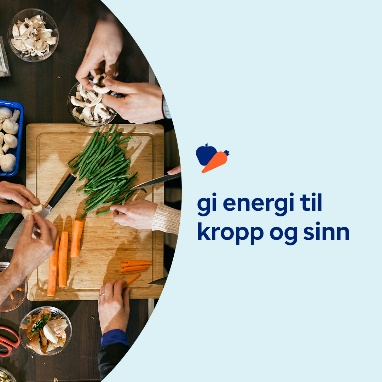 gi energi til
kropp og sinn